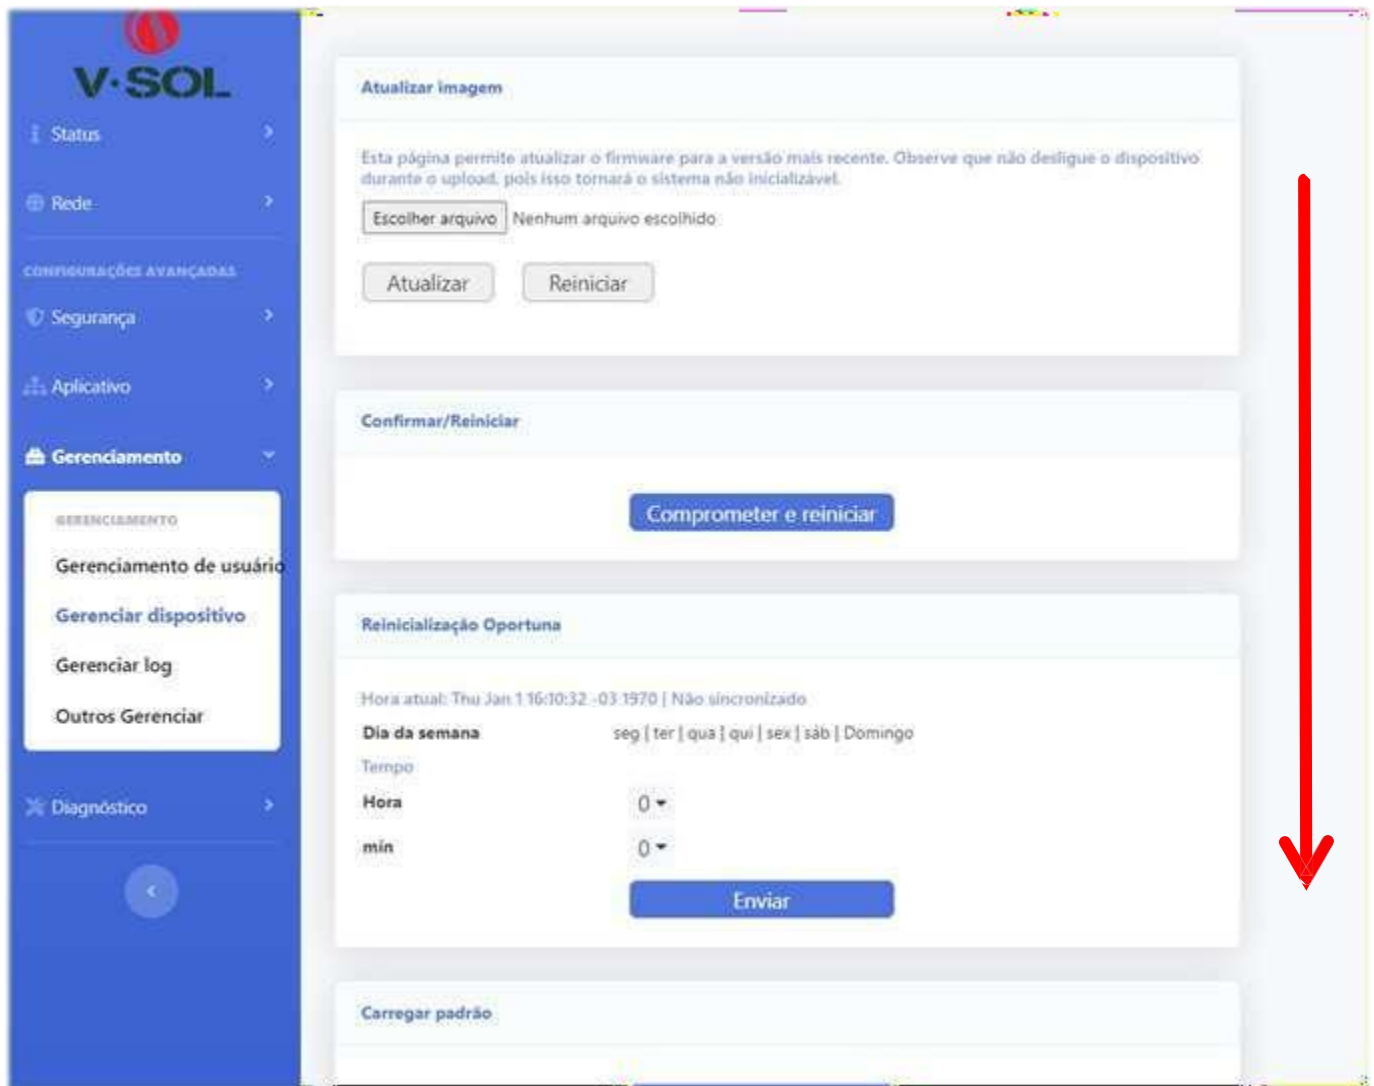 V·SOL
Status
Rede
CONFIGURAÇÕES AVANÇADAS
Segurança
Aplicativo
Gerenciamento
GERENCIAMENTO
Gerenciamento de usuário
Gerenciar dispositivo
Gerenciar log
Outros Gerenciar
Diagnóstico
Atualizar imagem
Esta página permite atualizar o firmware para a versão mais recente. Observe que não desligue o dispositivo
durante o upload, pois isso tornará o sistema não inicializável.
Escolher arquivo Nenhum arquivo escolhido
Atualizar Reiniciar
Confirmar/Reiniciar
Comprometer e reiniciar
Reinicialização Oportuna
Hora atual: Thu Jan 1 16:10:32 -03 1970 | Não sincronizado
Dia da semana seg | ter | qua | qui | sex | sáb | Domingo
Tempo
Hora 0
min 0
Enviar
Carregar padrão